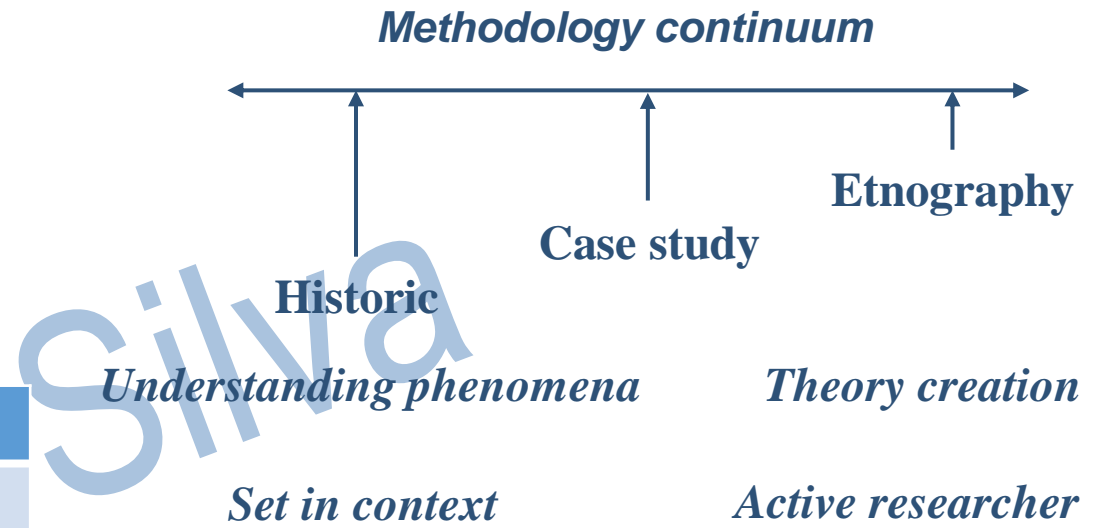 Methodology continuum
Etnography
Case study
Historic
Silva
Understanding phenomena Theory creation
Set in context Active researcher